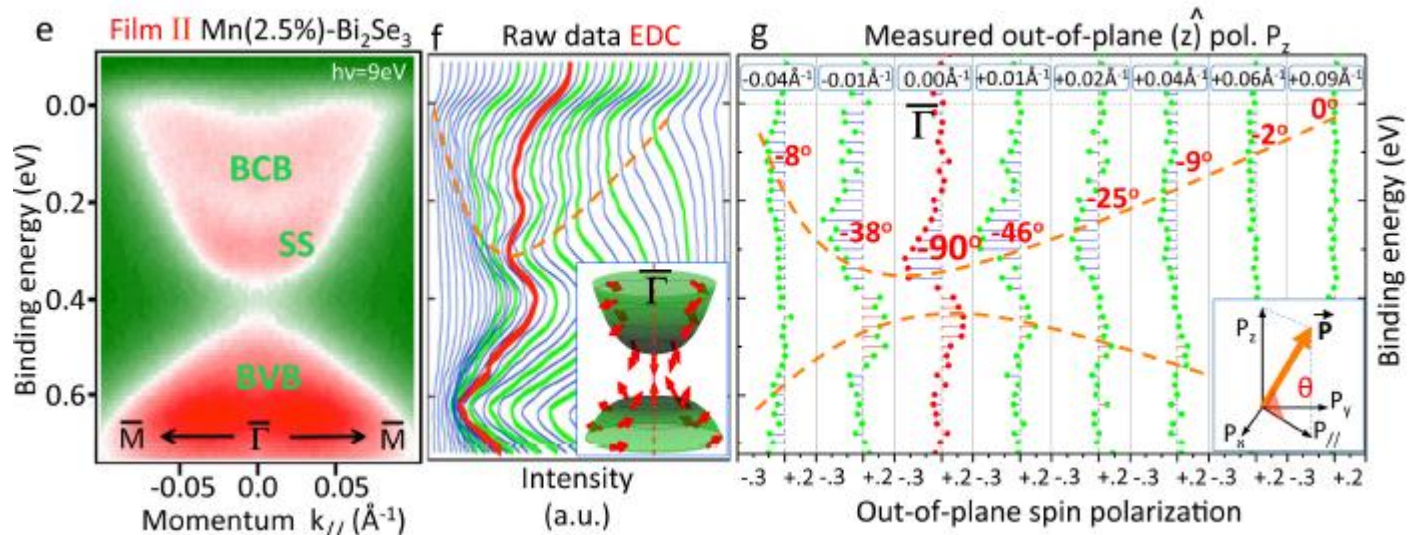 e Film II Mn(2.5%)-Bi₂Se₃
hν=9eV
BCB
SS
BVB
M̅ ← Γ̅ → M̅
0.0
0.2
0.4
0.6
Binding energy (eV)
-0.05 0.0 0.05
Momentum k// (Å⁻¹)
f Raw data EDC
Γ̅
Intensity
(a.u.)
g Measured out-of-plane (ẑ) pol. P_z
-0.04Å⁻¹ -0.01Å⁻¹ 0.00Å⁻¹ +0.01Å⁻¹ +0.02Å⁻¹ +0.04Å⁻¹ +0.06Å⁻¹ +0.09Å⁻¹
Γ̅
-8° -38° -90° -46° -25° -9° -2° 0°
P_z P⃗
θ
P_y
P_x P_//
-.3 +.2 -.3 +.2 -.3 +.2 -.3 +.2 -.3 +.2 -.3 +.2 -.3 +.2 -.3 +.2
Out-of-plane spin polarization
Binding energy (eV)